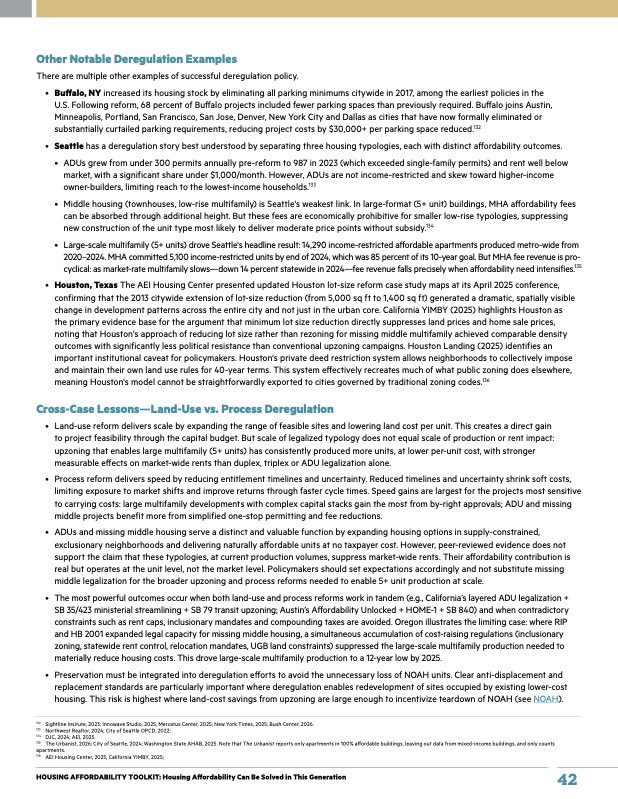 Other Notable Deregulation Examples
There are multiple other examples of successful deregulation policy.
• Buffalo, NY increased its housing stock by eliminating all parking minimums citywide in 2017, among the earliest policies in the
U.S. Following reform, 68 percent of Buffalo projects included fewer parking spaces than previously required. Buffalo joins Austin,
Minneapolis, Portland, San Francisco, San Jose, Denver, New York City and Dallas as cities that have now formally eliminated or
substantially curtailed parking requirements, reducing project costs by $30,000+ per parking space reduced.132
• Seattle has a deregulation story best understood by separating three housing typologies, each with distinct affordability outcomes.
• ADUs grew from under 300 permits annually pre-reform to 987 in 2023 (which exceeded single-family permits) and rent well below
market, with a significant share under $1,000/month. However, ADUs are not income-restricted and skew toward higher-income
owner-builders, limiting reach to the lowest-income households.133
• Middle housing (townhouses, low-rise multifamily) is Seattle's weakest link. In large-format (5+ unit) buildings, MHA affordability fees
can be absorbed through additional height. But these fees are economically prohibitive for smaller low-rise typologies, suppressing
new construction of the unit type most likely to deliver moderate price points without subsidy.134
• Large-scale multifamily (5+ units) drove Seattle's headline result: 14,290 income-restricted affordable apartments produced metro-wide from
2020–2024. MHA committed 5,100 income-restricted units by end of 2024, which was 85 percent of its 10-year goal. But MHA fee revenue is pro-
cyclical: as market-rate multifamily slows—down 14 percent statewide in 2024—fee revenue falls precisely when affordability need intensifies.135
• Houston, Texas The AEI Housing Center presented updated Houston lot-size reform case study maps at its April 2025 conference,
confirming that the 2013 citywide extension of lot-size reduction (from 5,000 sq ft to 1,400 sq ft) generated a dramatic, spatially visible
change in development patterns across the entire city and not just in the urban core. California YIMBY (2025) highlights Houston as
the primary evidence base for the argument that minimum lot size reduction directly suppresses land prices and home sale prices,
noting that Houston's approach of reducing lot size rather than rezoning for missing middle multifamily achieved comparable density
outcomes with significantly less political resistance than conventional upzoning campaigns. Houston Landing (2025) identifies an
important institutional caveat for policymakers. Houston's private deed restriction system allows neighborhoods to collectively impose
and maintain their own land use rules for 40-year terms. This system effectively recreates much of what public zoning does elsewhere,
meaning Houston's model cannot be straightforwardly exported to cities governed by traditional zoning codes.136
Cross-Case Lessons—Land-Use vs. Process Deregulation
• Land-use reform delivers scale by expanding the range of feasible sites and lowering land cost per unit. This creates a direct gain
to project feasibility through the capital budget. But scale of legalized typology does not equal scale of production or rent impact:
upzoning that enables large multifamily (5+ units) has consistently produced more units, at lower per-unit cost, with stronger
measurable effects on market-wide rents than duplex, triplex or ADU legalization alone.
• Process reform delivers speed by reducing entitlement timelines and uncertainty. Reduced timelines and uncertainty shrink soft costs,
limiting exposure to market shifts and improve returns through faster cycle times. Speed gains are largest for the projects most sensitive
to carrying costs: large multifamily developments with complex capital stacks gain the most from by-right approvals; ADU and missing
middle projects benefit more from simplified one-stop permitting and fee reductions.
• ADUs and missing middle housing serve a distinct and valuable function by expanding housing options in supply-constrained,
exclusionary neighborhoods and delivering naturally affordable units at no taxpayer cost. However, peer-reviewed evidence does not
support the claim that these typologies, at current production volumes, suppress market-wide rents. Their affordability contribution is
real but operates at the unit level, not the market level. Policymakers should set expectations accordingly and not substitute missing
middle legalization for the broader upzoning and process reforms needed to enable 5+ unit production at scale.
• The most powerful outcomes occur when both land-use and process reforms work in tandem (e.g., California's layered ADU legalization +
SB 35/423 ministerial streamlining + SB 79 transit upzoning; Austin's Affordability Unlocked + HOME-1 + SB 840) and when contradictory
constraints such as rent caps, inclusionary mandates and compounding taxes are avoided. Oregon illustrates the limiting case: where RIP
and HB 2001 expanded legal capacity for missing middle housing, a simultaneous accumulation of cost-raising regulations (inclusionary
zoning, statewide rent control, relocation mandates, UGB land constraints) suppressed the large-scale multifamily production needed to
materially reduce housing costs. This drove large-scale multifamily production to a 12-year low by 2025.
• Preservation must be integrated into deregulation efforts to avoid the unnecessary loss of NOAH units. Clear anti-displacement and
replacement standards are particularly important where deregulation enables redevelopment of sites occupied by existing lower-cost
housing. This risk is highest where land-cost savings from upzoning are large enough to incentivize teardown of NOAH (see NOAH).
132 Sightline Insitute, 2023; Innowave Studio, 2025; Mercatus Center, 2025; New York Times, 2025; Bush Center, 2026.
133 Northwest Realtor, 2024; City of Seattle OPCD, 2022;
134 DJC, 2024; AEI, 2025.
135 The Urbanist, 2026; City of Seattle, 2024; Washington State AHAB, 2025. Note that The Urbanist reports only apartments in 100% affordable buildings, leaving out data from mixed-income buildings, and only counts
apartments.
136 AEI Housing Center, 2025; California YIMBY, 2025;
HOUSING AFFORDABILITY TOOLKIT: Housing Affordability Can Be Solved in This Generation
42